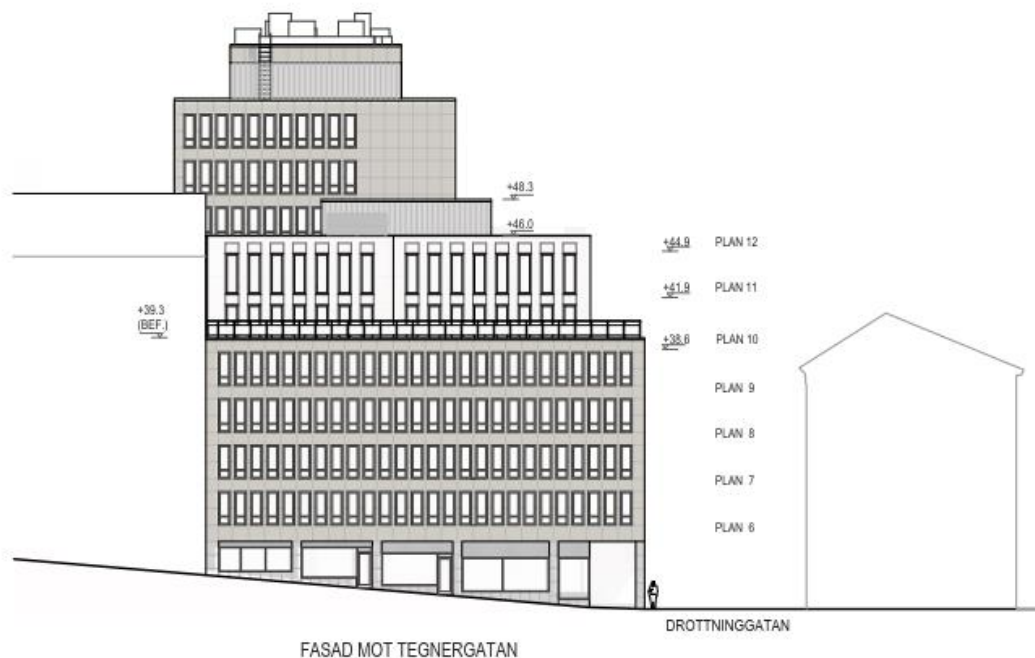 +48.3
+46.0
+44.9 PLAN 12
+41.9 PLAN 11
+39.3
(BEF.)
+38.6 PLAN 10
PLAN 9
PLAN 8
PLAN 7
PLAN 6
DROTTNINGGATAN
FASAD MOT TEGNERGATAN